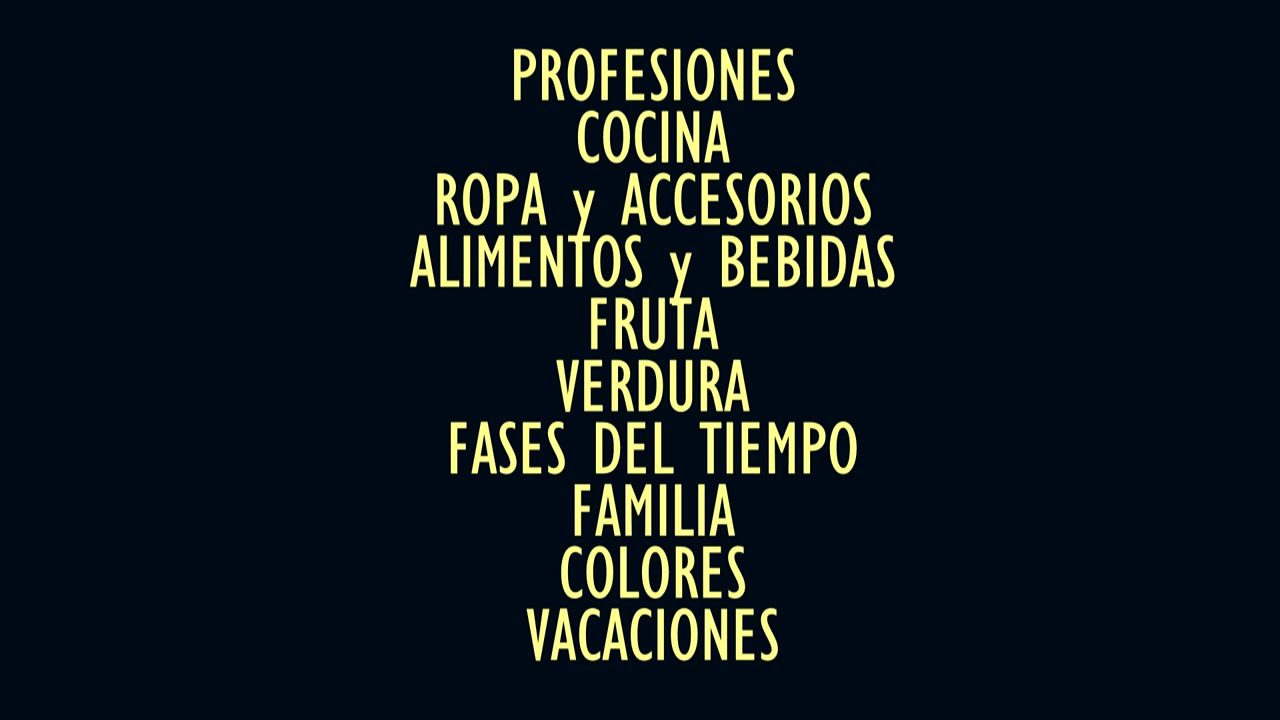 PROFESIONES
COCINA
ROPA y ACCESORIOS
ALIMENTOS y BEBIDAS
FRUTA
VERDURA
FASES DEL TIEMPO
FAMILIA
COLORES
VACACIONES